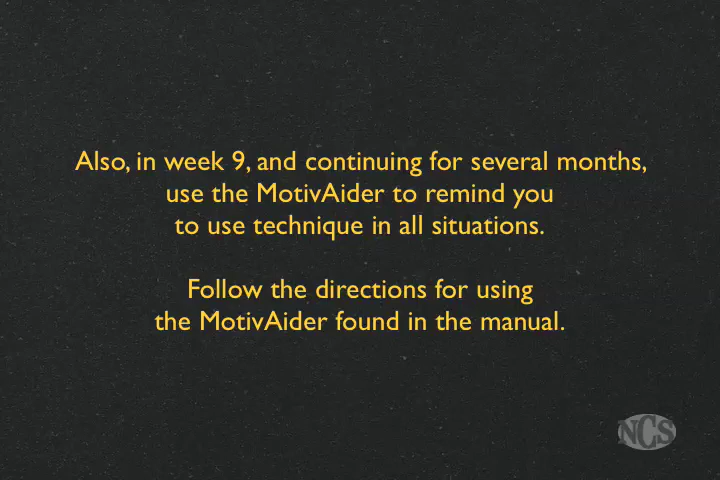 Also, in week 9, and continuing for several months,
use the MotivAider to remind you
to use technique in all situations.
Follow the directions for using
the MotivAider found in the manual.
NCS